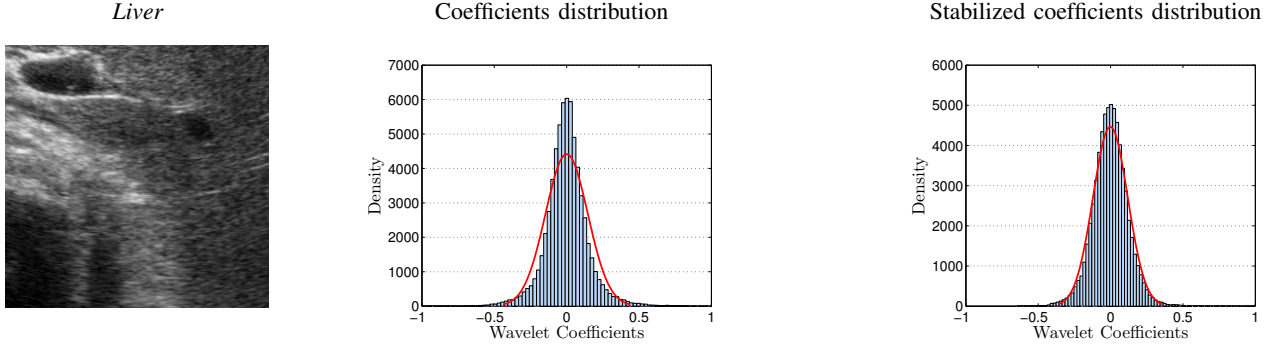 Liver
Coefficients distribution
Stabilized coefficients distribution
7000
6000
5000
4000
3000
2000
1000
0
Density
−1 −0.5 0 0.5 1
Wavelet Coefficients
6000
5000
4000
3000
2000
1000
0
Density
−1 −0.5 0 0.5 1
Wavelet Coefficients